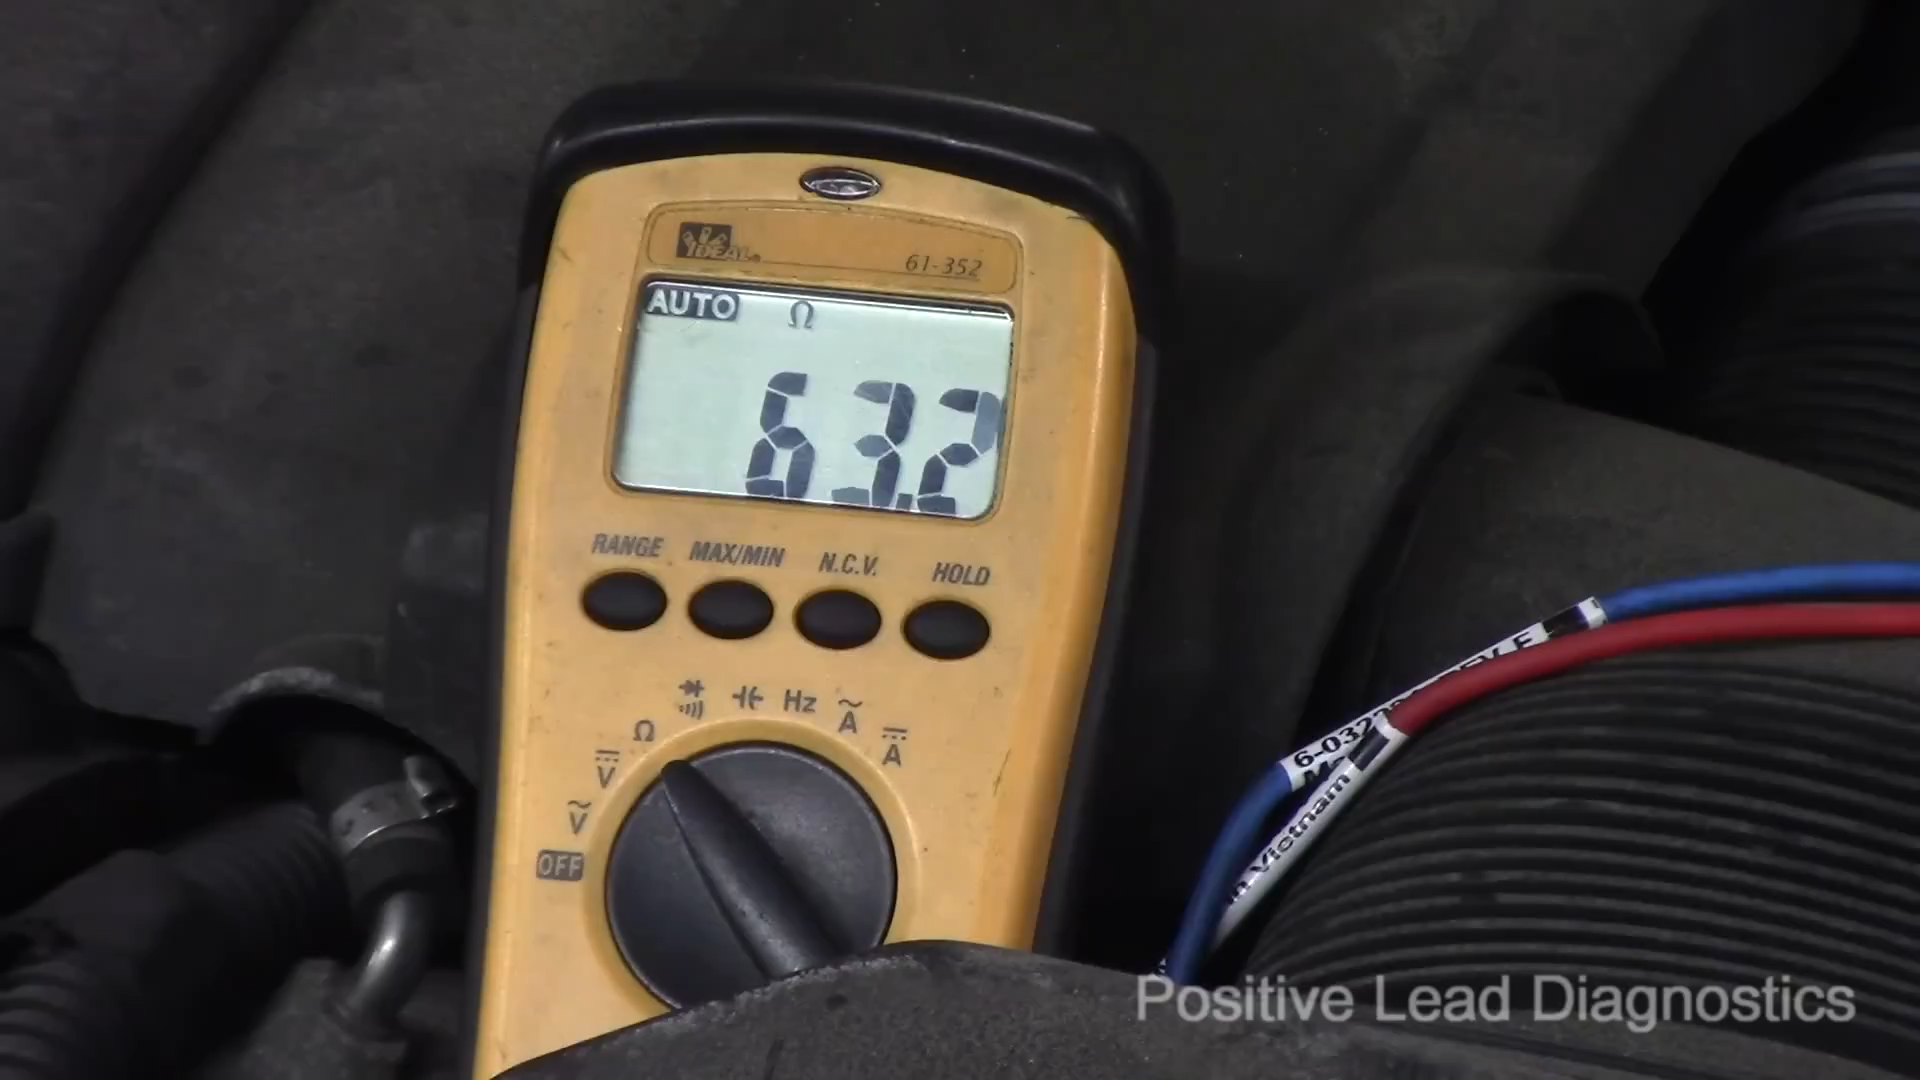 IDEAL®
61-352
AUTO Ω
63.2
RANGE MAX/MIN N.C.V. HOLD
Ω Hz Ã A
V
V
OFF
6-032
Vietnam
Positive Lead Diagnostics